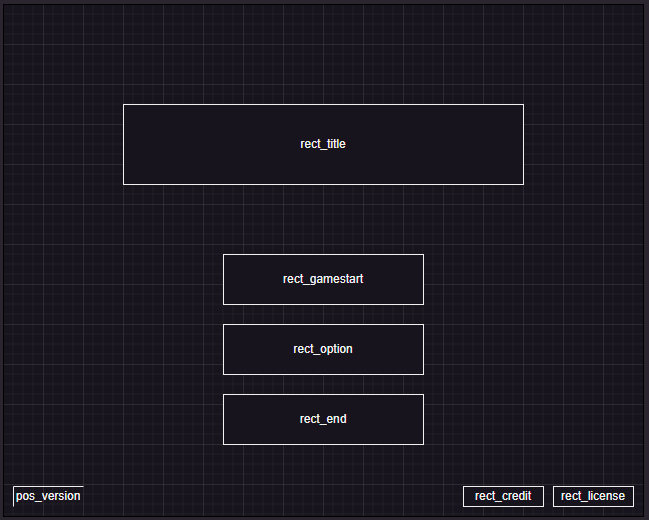 rect_title
rect_gamestart
rect_option
rect_end
pos_version
rect_credit
rect_license